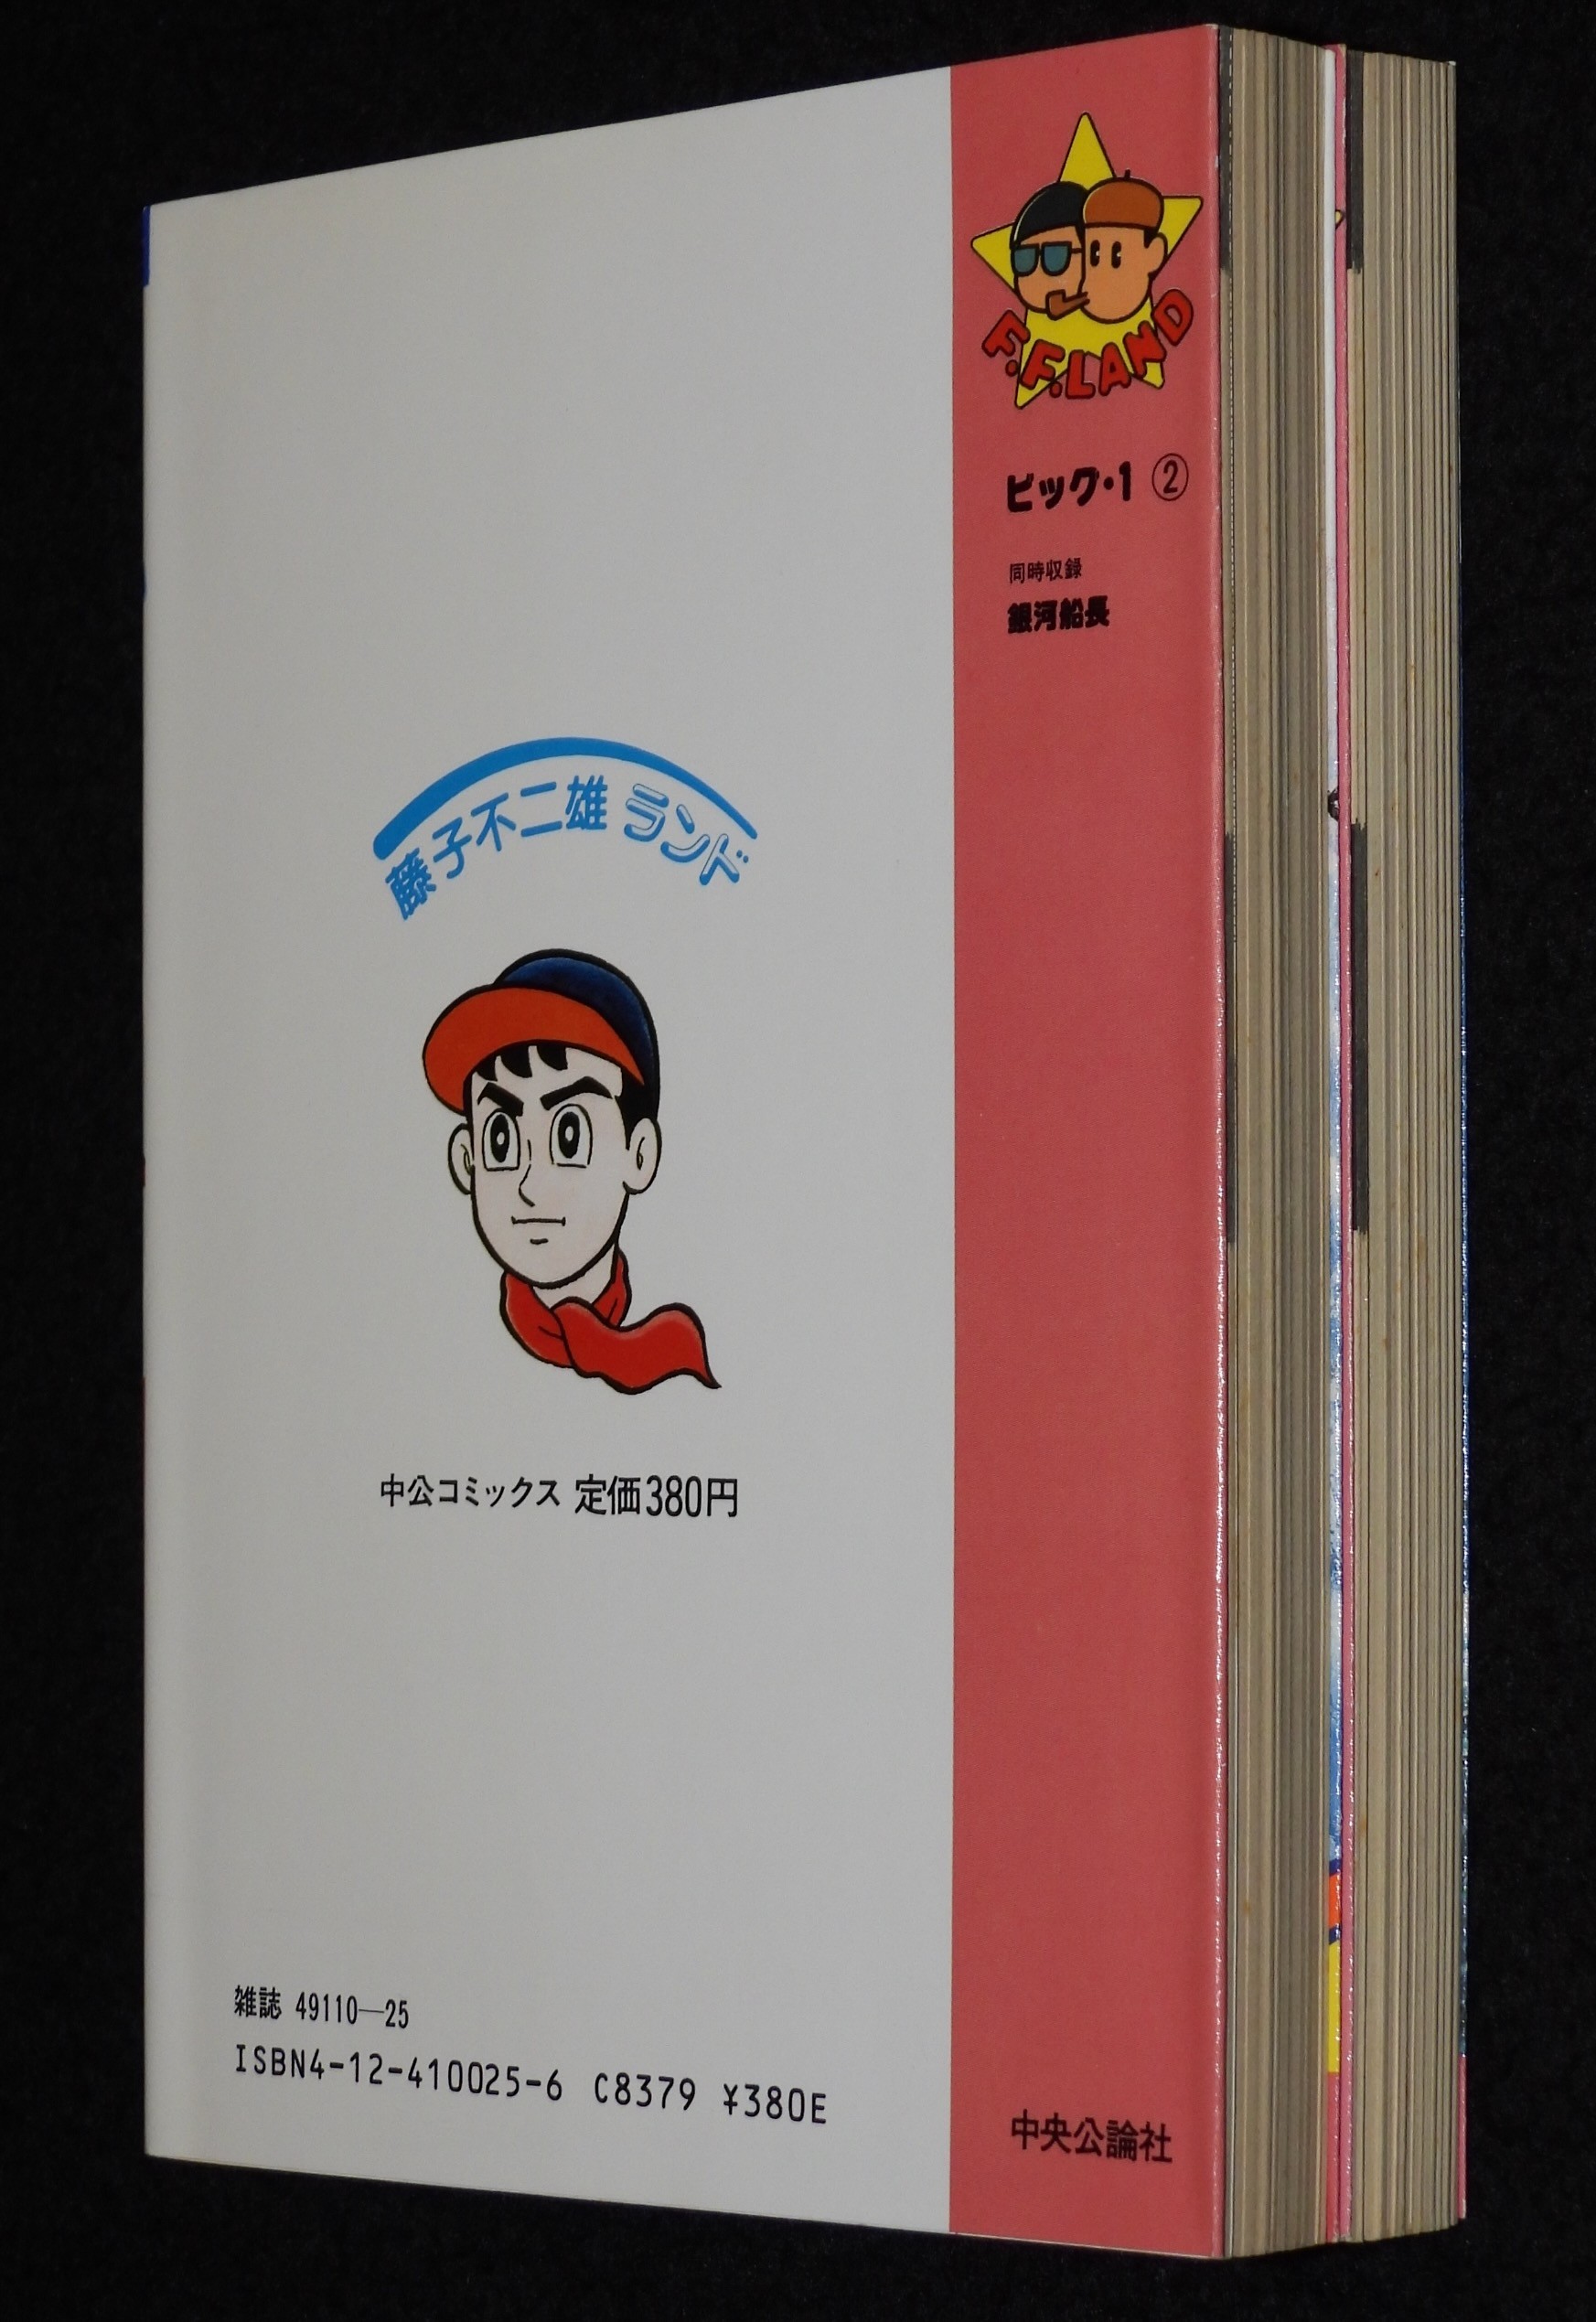 F.F.LAND
ビッグ・1 ②
同時収録
銀河船長
藤子不二雄ランド
中公コミックス 定価380円
雑誌 49110—25
ISBN4-12-410025-6 C8379 ¥380E
中央公論社